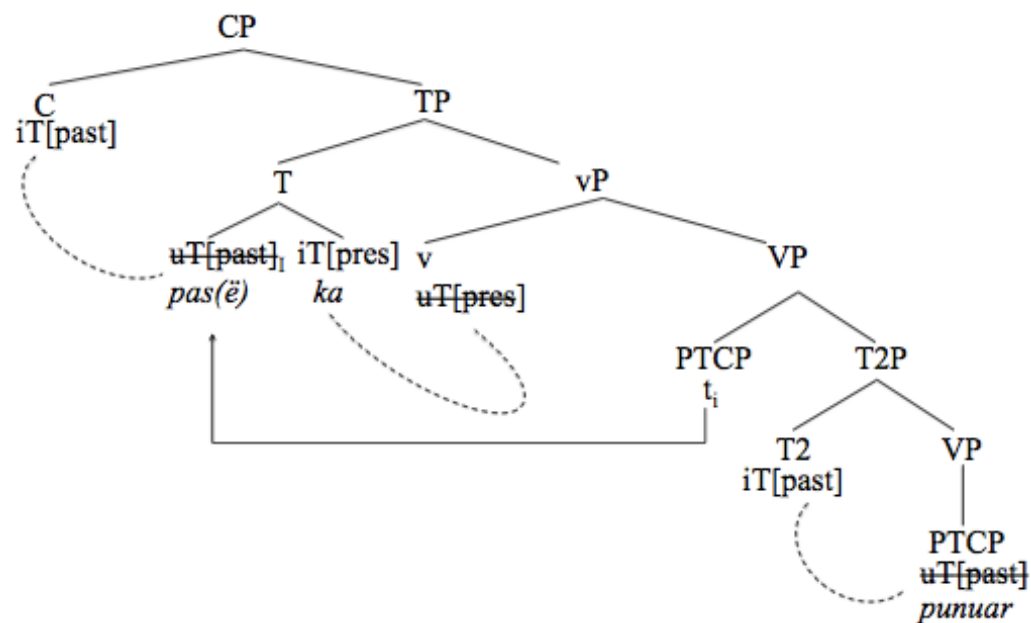 CP
C TP
iT[past]
T vP
uT[past]ı iT[pres] v VP
pas(ë) ka uT[pres]
PTCP T2P
ti
T2 VP
iT[past]
PTCP
uT[past]
punuar